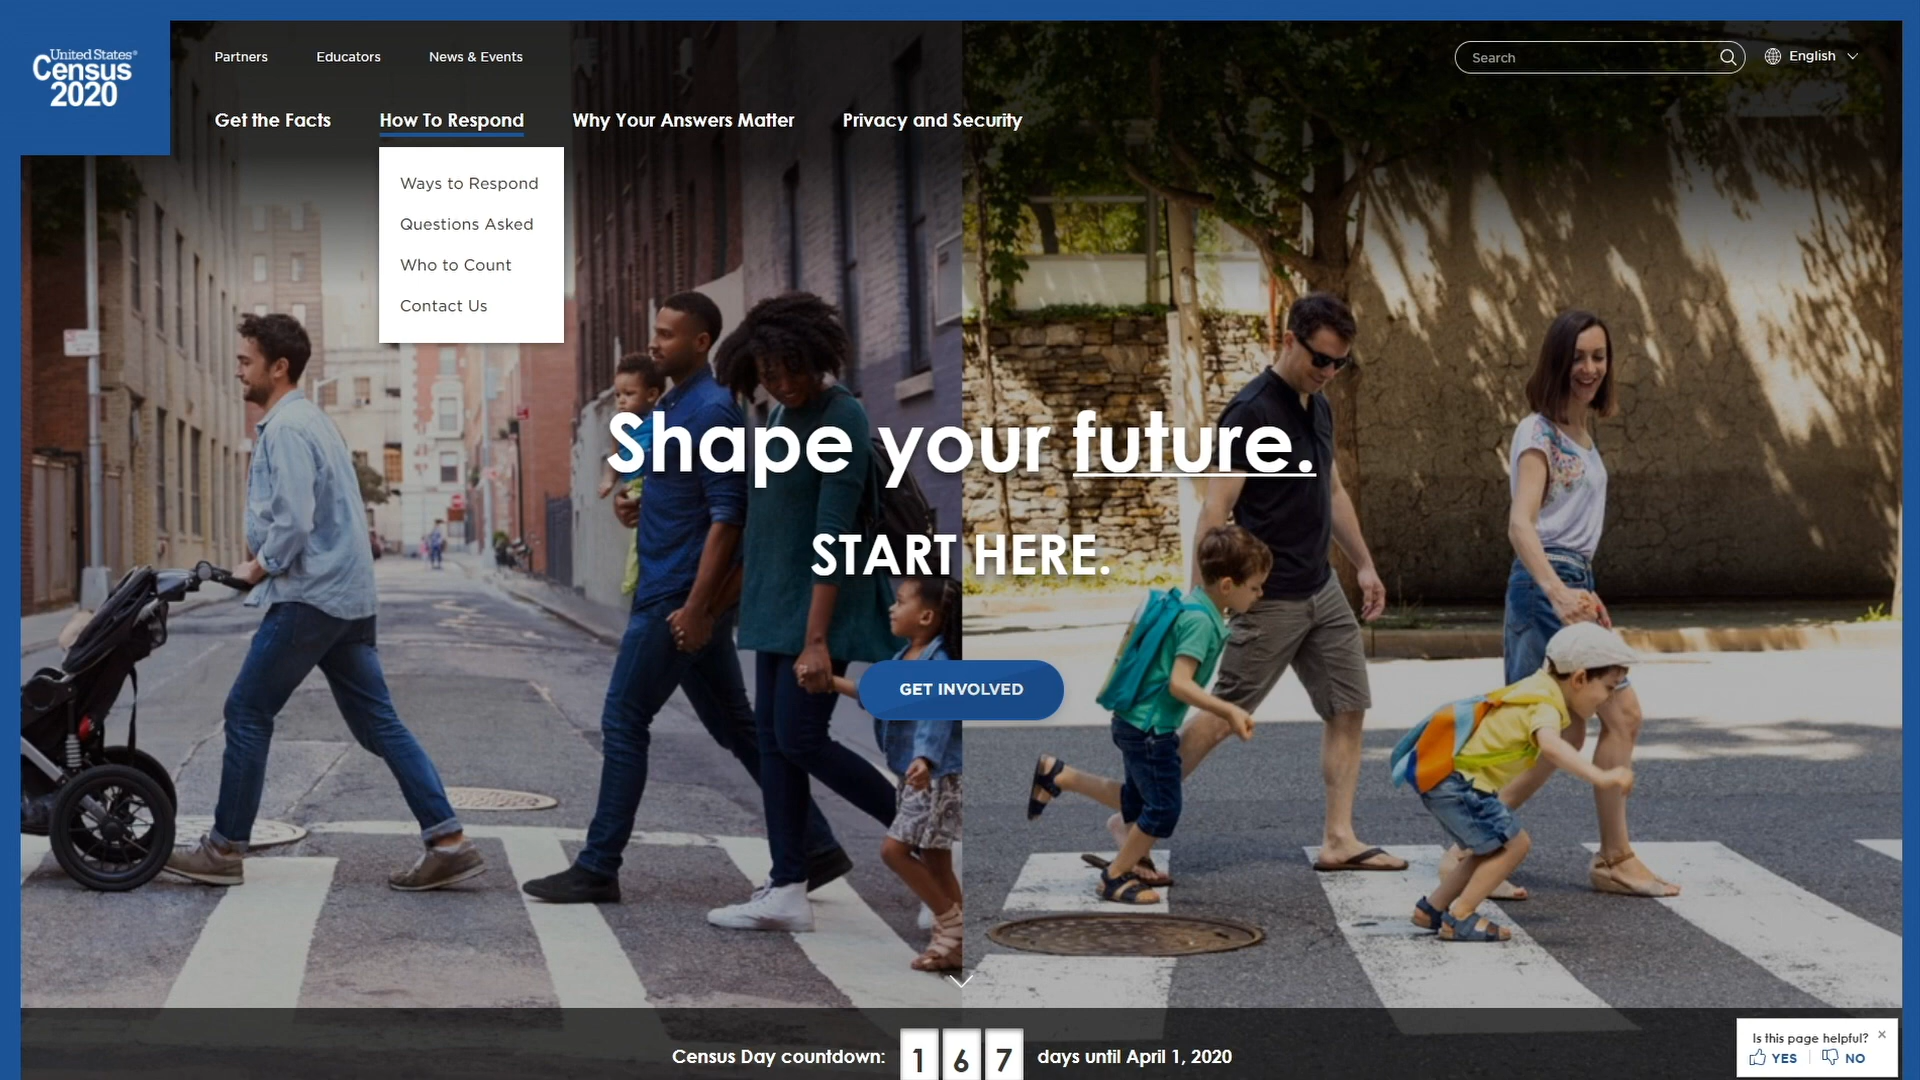 United States®
Census
2020
Partners
Educators
News & Events
Search
English
Get the Facts
How To Respond
Why Your Answers Matter
Privacy and Security
Ways to Respond
Questions Asked
Who to Count
Contact Us
Shape your future.
START HERE.
GET INVOLVED
Census Day countdown: 1 6 7 days until April 1, 2020
Is this page helpful? ×
YES NO